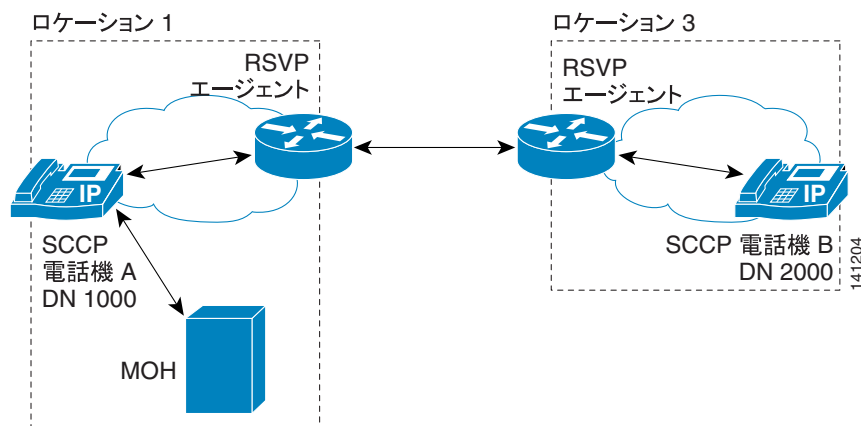 ロケーション 1
ロケーション 3
RSVP
エージェント
RSVP
エージェント
IP
IP
SCCP
電話機 A
DN 1000
SCCP 電話機 B
DN 2000
141204
MOH